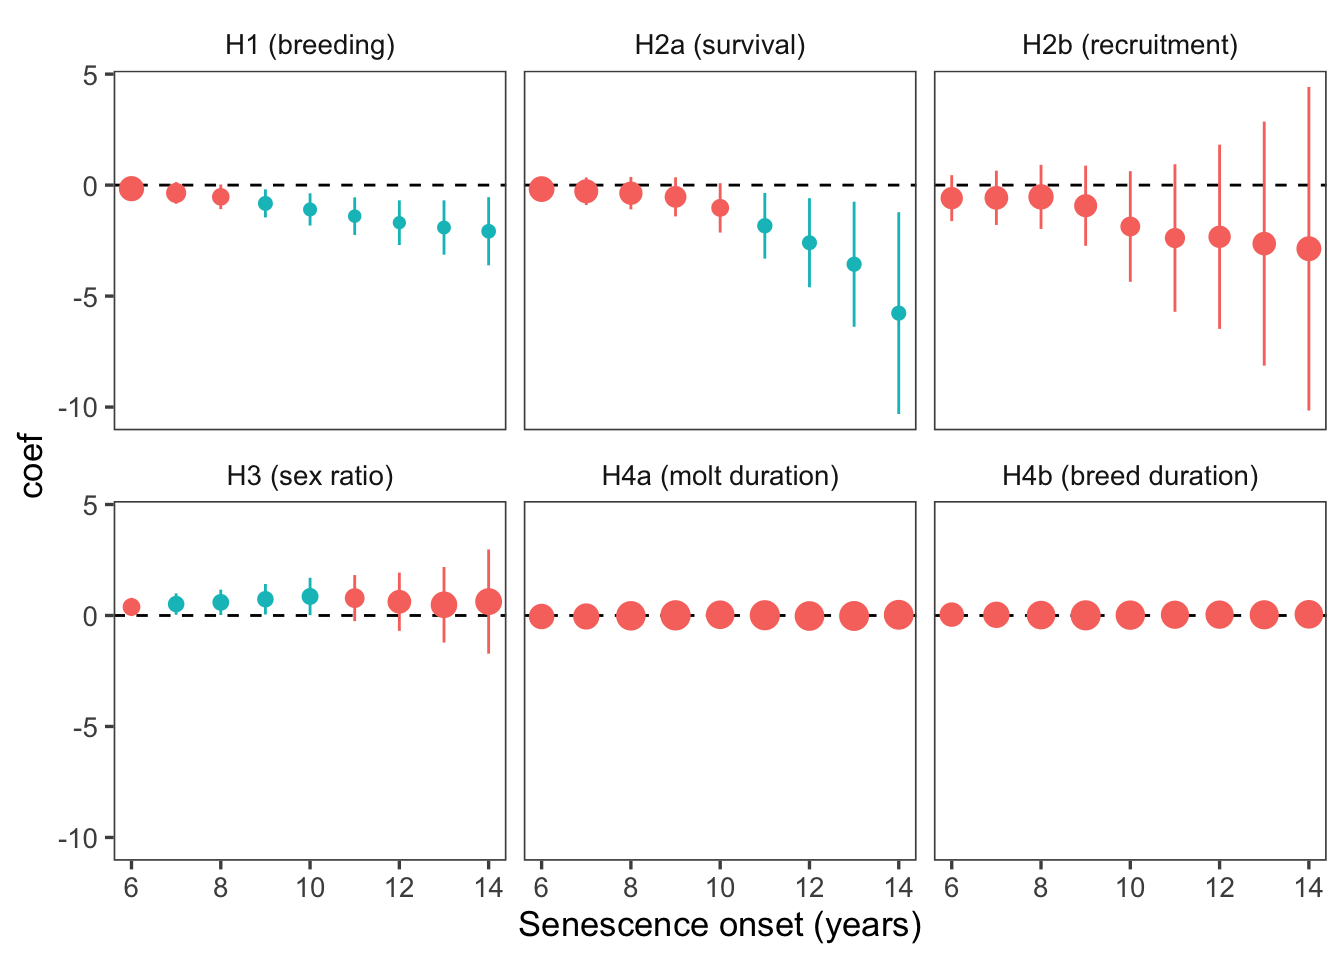 H1 (breeding) H2a (survival) H2b (recruitment)
5
0
-5
-10
coef
H3 (sex ratio) H4a (molt duration) H4b (breed duration)
5
0
-5
-10
6 8 10 12 14 6 8 10 12 14 6 8 10 12 14
Senescence onset (years)